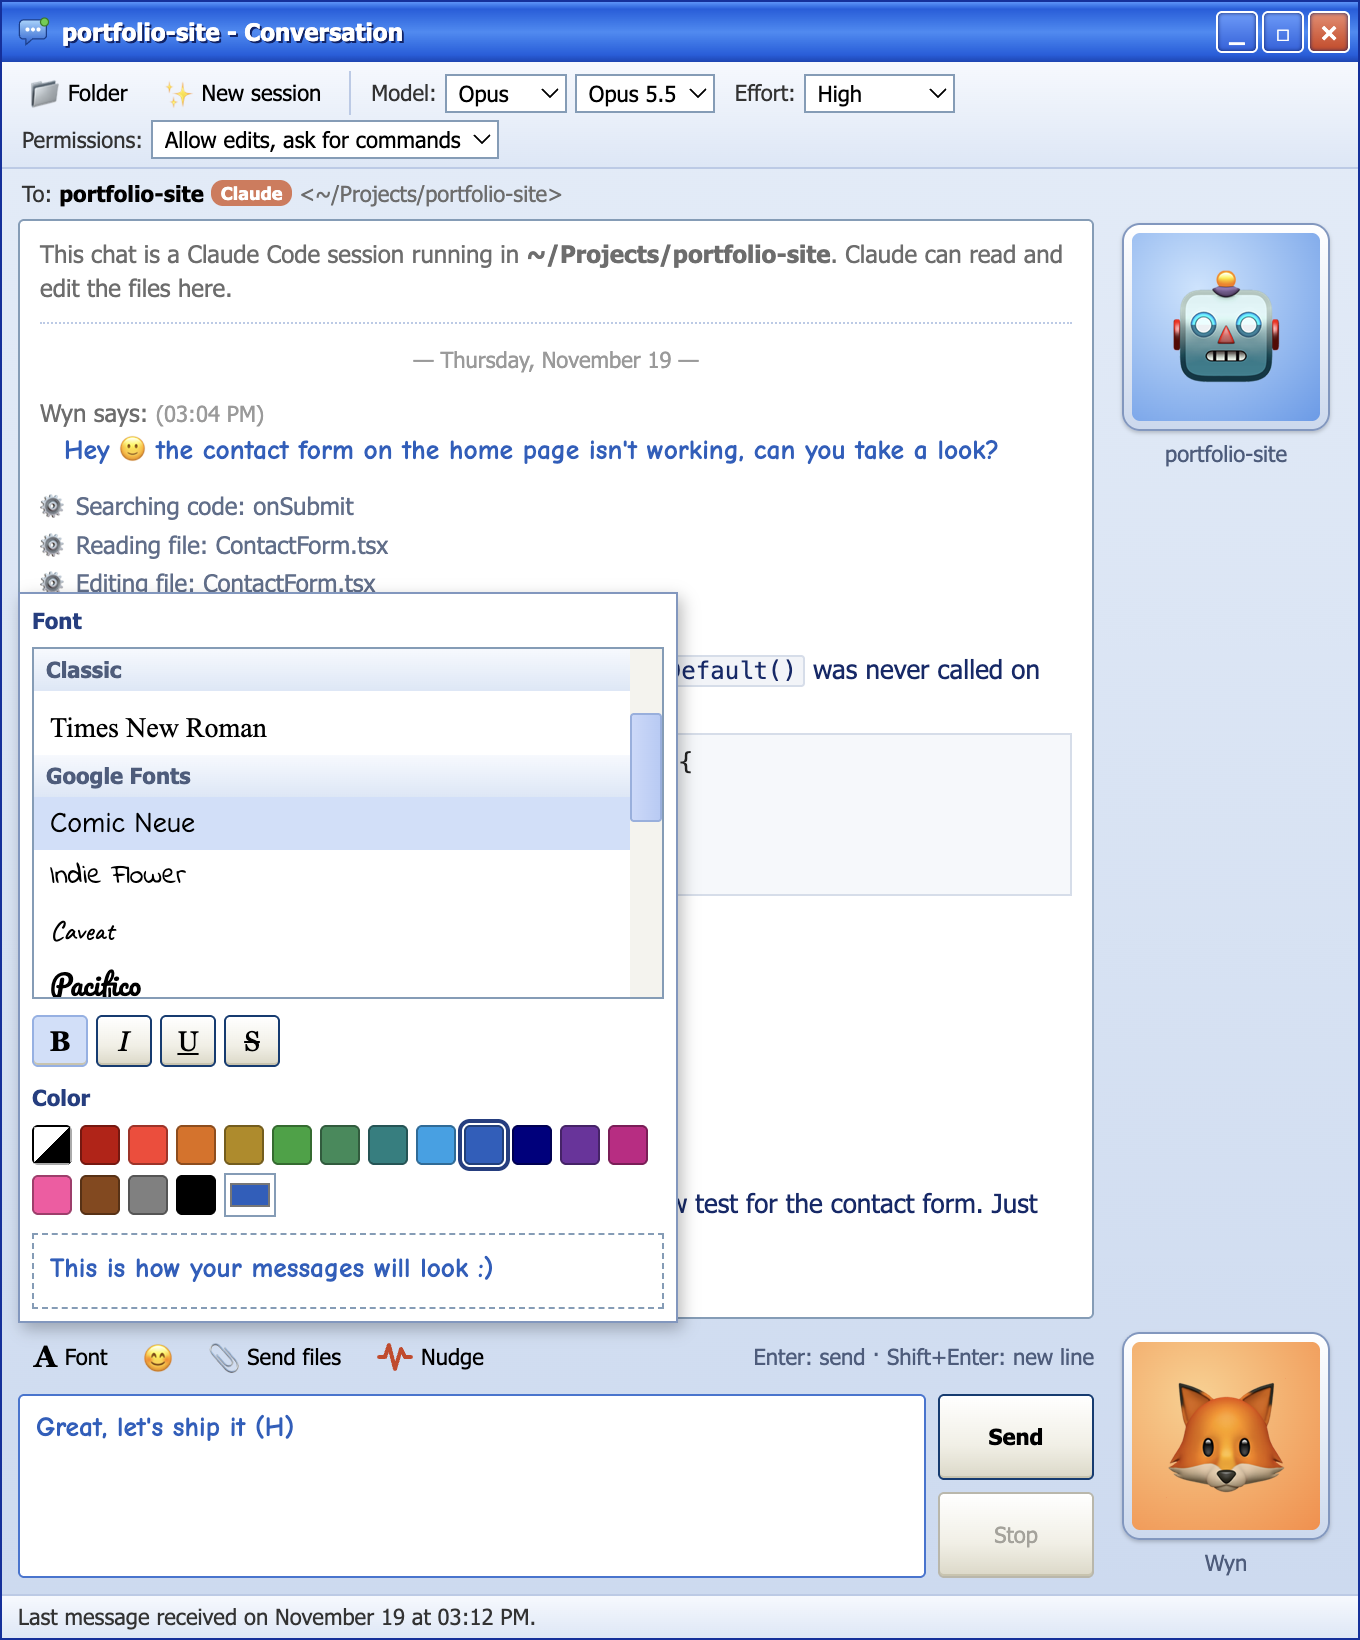 portfolio-site - Conversation
Folder New session Model: Opus Opus 5.5 Effort: High
Permissions: Allow edits, ask for commands
To: portfolio-site Claude <~/Projects/portfolio-site>
This chat is a Claude Code session running in ~/Projects/portfolio-site. Claude can read and
edit the files here.
— Thursday, November 19 —
Wyn says: (03:04 PM)
Hey 🙂 the contact form on the home page isn't working, can you take a look?
Searching code: onSubmit
Reading file: ContactForm.tsx
Editing file: ContactForm.tsx
portfolio-site
Font
Classic
Times New Roman
Google Fonts
Comic Neue
Indie Flower
Caveat
Pacifico
B I U S
Color
This is how your messages will look :)
Default() was never called on
{
test for the contact form. Just
A Font Send files Nudge Enter: send · Shift+Enter: new line
Great, let's ship it (H)
Send
Stop
Wyn
Last message received on November 19 at 03:12 PM.